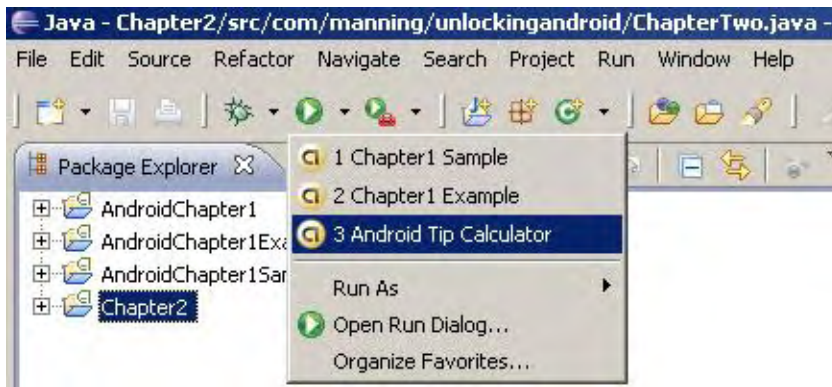 Java - Chapter2/src/com/manning/unlockingandroid/ChapterTwo.java -
File Edit Source Refactor Navigate Search Project Run Window Help
Package Explorer
1 Chapter1 Sample
2 Chapter1 Example
3 Android Tip Calculator
Run As
Open Run Dialog...
Organize Favorites...
AndroidChapter1
AndroidChapter1Exa
AndroidChapter1Sar
Chapter2